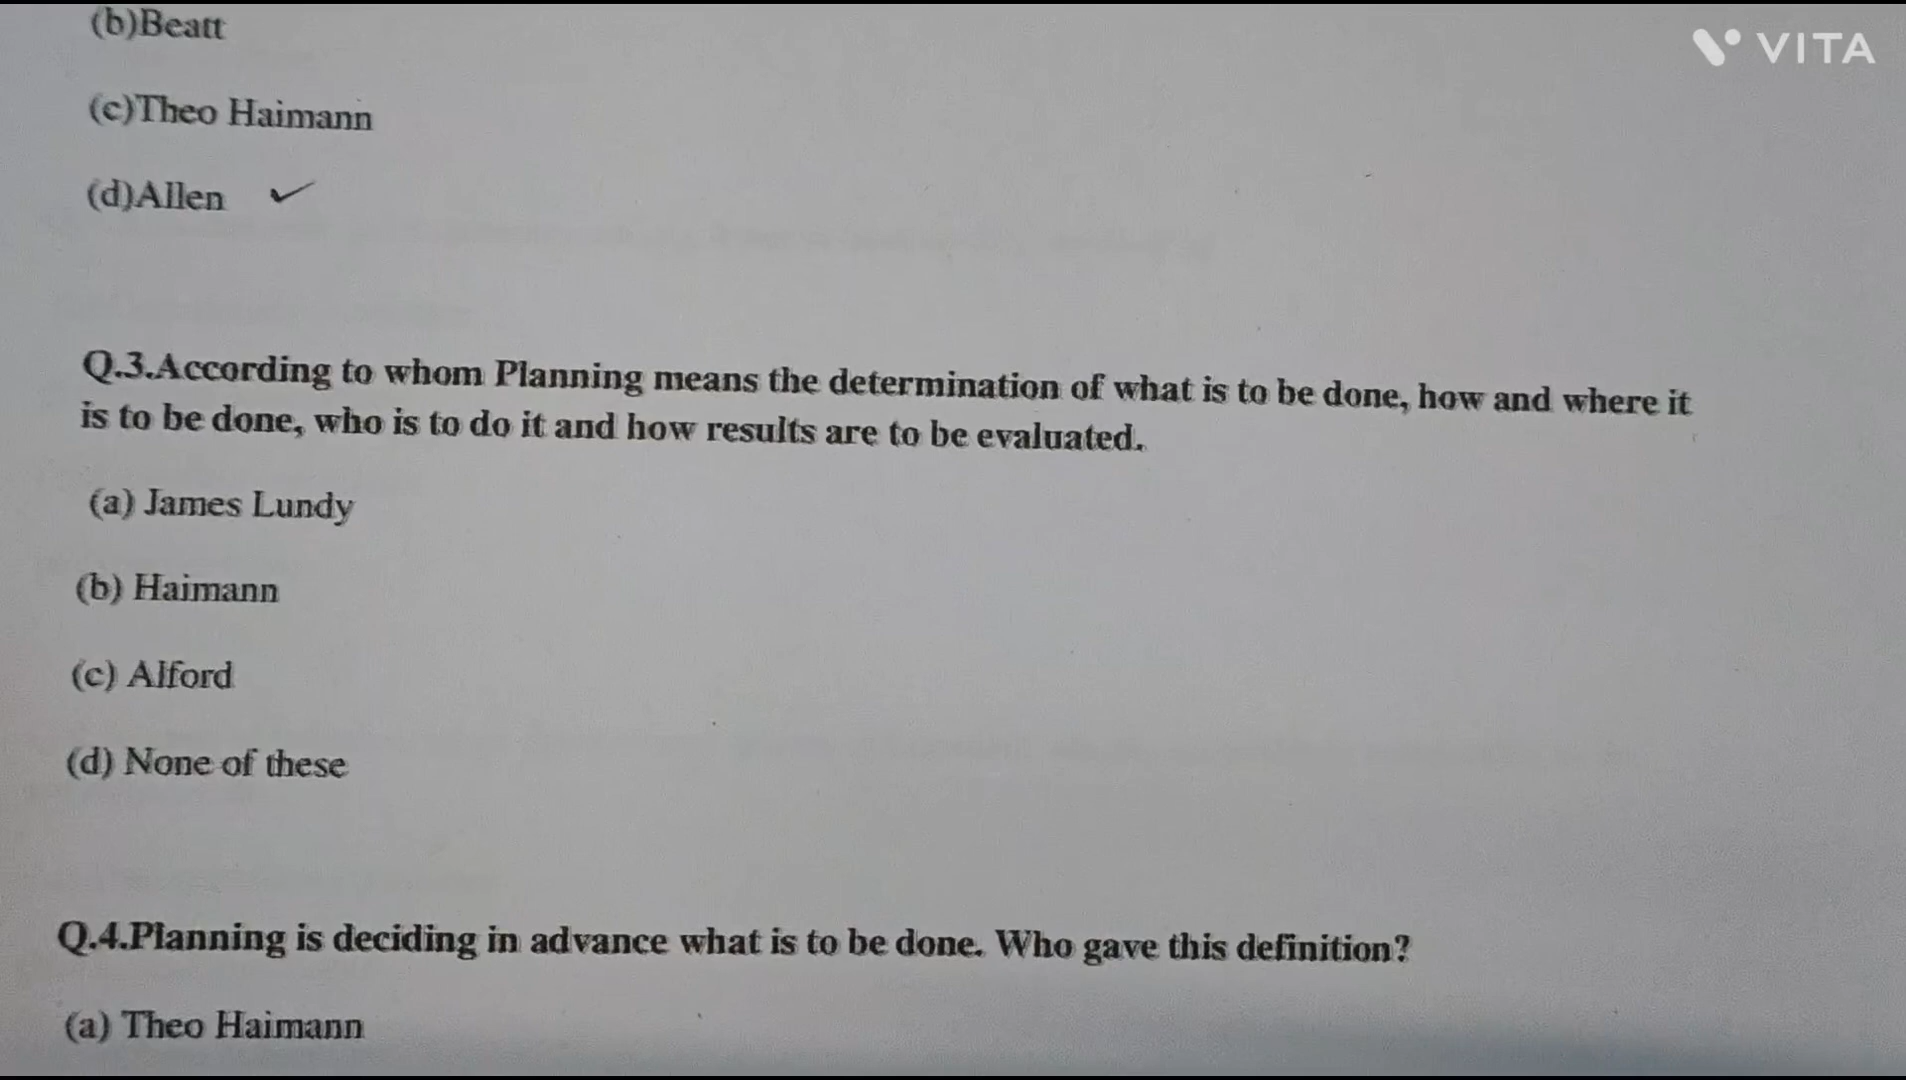 (b)Beatt
VITA
(c)Theo Haimann
(d)Allen
Q.3.According to whom Planning means the determination of what is to be done, how and where it
is to be done, who is to do it and how results are to be evaluated.
(a) James Lundy
(b) Haimann
(c) Alford
(d) None of these
Q.4.Planning is deciding in advance what is to be done. Who gave this definition?
(a) Theo Haimann